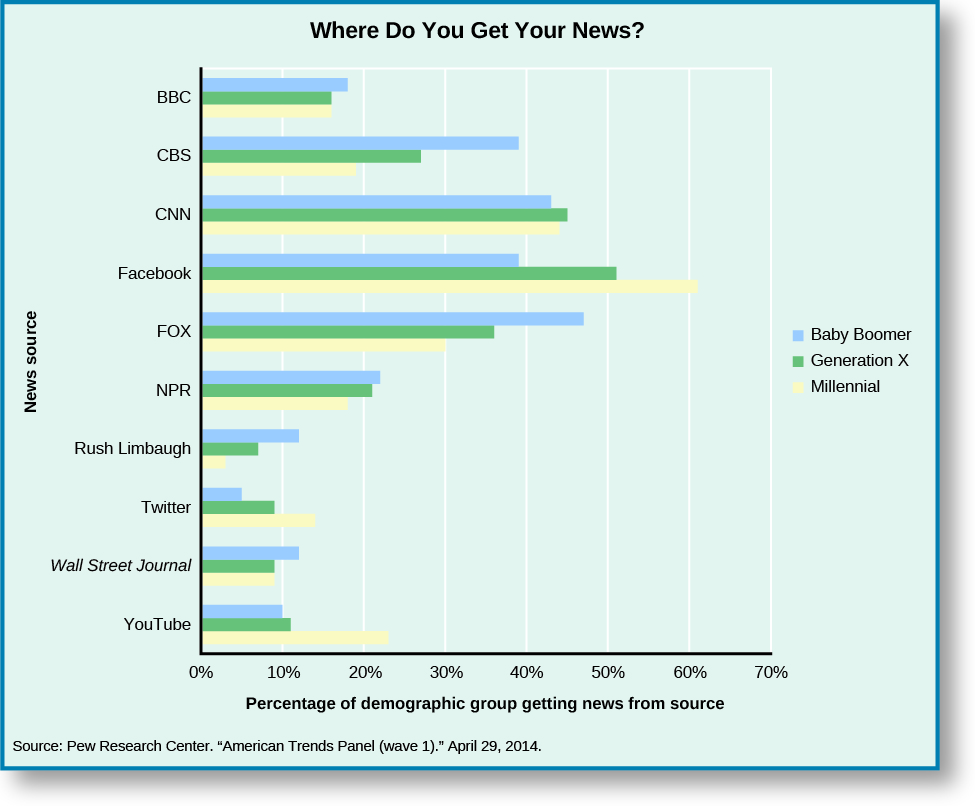 Where Do You Get Your News?
News source
BBC
CBS
CNN
Facebook
FOX
NPR
Rush Limbaugh
Twitter
Wall Street Journal
YouTube
0% 10% 20% 30% 40% 50% 60% 70%
Percentage of demographic group getting news from source
Baby Boomer
Generation X
Millennial
Source: Pew Research Center. “American Trends Panel (wave 1).” April 29, 2014.